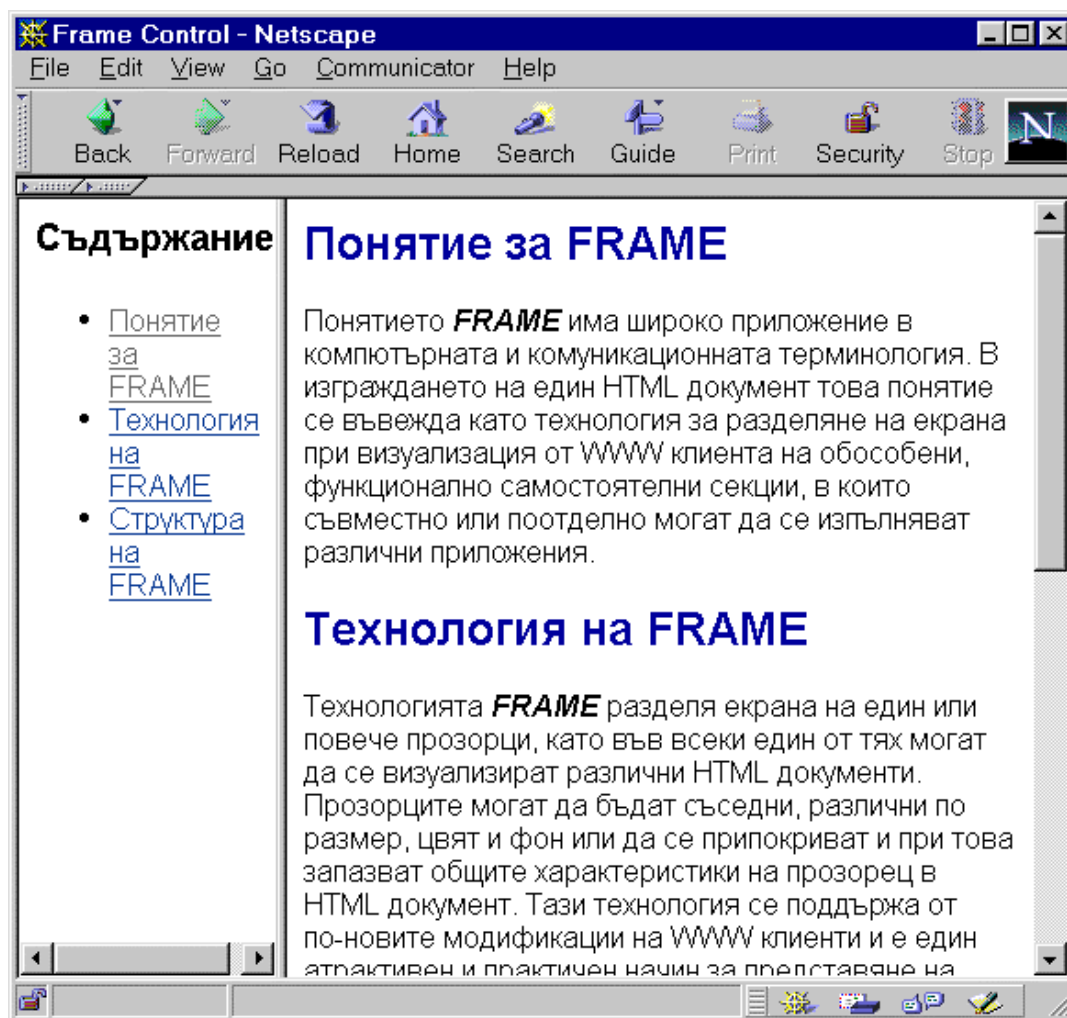 Frame Control - Netscape
File Edit View Go Communicator Help
Back Forward Reload Home Search Guide Print Security Stop N
Съдържание
Понятие
за
FRAME
Технология
на
FRAME
Структура
на
FRAME
Понятие за FRAME
Понятието FRAME има широко приложение в
компютърната и комуникационната терминология. В
изграждането на един HTML документ това понятие
се въвежда като технология за разделяне на екрана
при визуализация от WWW клиента на обособени,
функционално самостоятелни секции, в които
съвместно или поотделно могат да се изпълняват
различни приложения.
Технология на FRAME
Технологията FRAME разделя екрана на един или
повече прозорци, като във всеки един от тях могат
да се визуализират различни HTML документи.
Прозорците могат да бъдат съседни, различни по
размер, цвят и фон или да се припокриват и при това
запазват общите характеристики на прозорец в
HTML документ. Тази технология се поддържа от
по-новите модификации на WWW клиенти и е един
атрактивен и практичен начин за представяне на